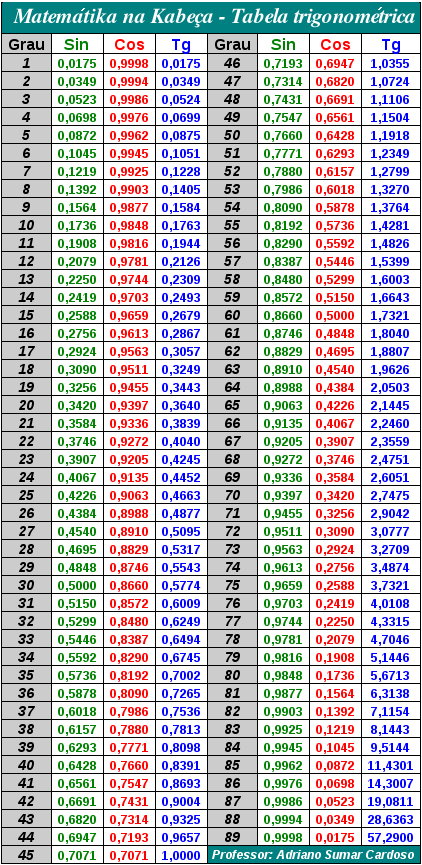 Matemátika na Kabeça - Tabela trigonométrica
Grau Sin Cos Tg Grau Sin Cos Tg
1 0,0175 0,9998 0,0175 46 0,7193 0,6947 1,0355
2 0,0349 0,9994 0,0349 47 0,7314 0,6820 1,0724
3 0,0523 0,9986 0,0524 48 0,7431 0,6691 1,1106
4 0,0698 0,9976 0,0699 49 0,7547 0,6561 1,1504
5 0,0872 0,9962 0,0875 50 0,7660 0,6428 1,1918
6 0,1045 0,9945 0,1051 51 0,7771 0,6293 1,2349
7 0,1219 0,9925 0,1228 52 0,7880 0,6157 1,2799
8 0,1392 0,9903 0,1405 53 0,7986 0,6018 1,3270
9 0,1564 0,9877 0,1584 54 0,8090 0,5878 1,3764
10 0,1736 0,9848 0,1763 55 0,8192 0,5736 1,4281
11 0,1908 0,9816 0,1944 56 0,8290 0,5592 1,4826
12 0,2079 0,9781 0,2126 57 0,8387 0,5446 1,5399
13 0,2250 0,9744 0,2309 58 0,8480 0,5299 1,6003
14 0,2419 0,9703 0,2493 59 0,8572 0,5150 1,6643
15 0,2588 0,9659 0,2679 60 0,8660 0,5000 1,7321
16 0,2756 0,9613 0,2867 61 0,8746 0,4848 1,8040
17 0,2924 0,9563 0,3057 62 0,8829 0,4695 1,8807
18 0,3090 0,9511 0,3249 63 0,8910 0,4540 1,9626
19 0,3256 0,9455 0,3443 64 0,8988 0,4384 2,0503
20 0,3420 0,9397 0,3640 65 0,9063 0,4226 2,1445
21 0,3584 0,9336 0,3839 66 0,9135 0,4067 2,2460
22 0,3746 0,9272 0,4040 67 0,9205 0,3907 2,3559
23 0,3907 0,9205 0,4245 68 0,9272 0,3746 2,4751
24 0,4067 0,9135 0,4452 69 0,9336 0,3584 2,6051
25 0,4226 0,9063 0,4663 70 0,9397 0,3420 2,7475
26 0,4384 0,8988 0,4877 71 0,9455 0,3256 2,9042
27 0,4540 0,8910 0,5095 72 0,9511 0,3090 3,0777
28 0,4695 0,8829 0,5317 73 0,9563 0,2924 3,2709
29 0,4848 0,8746 0,5543 74 0,9613 0,2756 3,4874
30 0,5000 0,8660 0,5774 75 0,9659 0,2588 3,7321
31 0,5150 0,8572 0,6009 76 0,9703 0,2419 4,0108
32 0,5299 0,8480 0,6249 77 0,9744 0,2250 4,3315
33 0,5446 0,8387 0,6494 78 0,9781 0,2079 4,7046
34 0,5592 0,8290 0,6745 79 0,9816 0,1908 5,1446
35 0,5736 0,8192 0,7002 80 0,9848 0,1736 5,6713
36 0,5878 0,8090 0,7265 81 0,9877 0,1564 6,3138
37 0,6018 0,7986 0,7536 82 0,9903 0,1392 7,1154
38 0,6157 0,7880 0,7813 83 0,9925 0,1219 8,1443
39 0,6293 0,7771 0,8098 84 0,9945 0,1045 9,5144
40 0,6428 0,7660 0,8391 85 0,9962 0,0872 11,4301
41 0,6561 0,7547 0,8693 86 0,9976 0,0698 14,3007
42 0,6691 0,7431 0,9004 87 0,9986 0,0523 19,0811
43 0,6820 0,7314 0,9325 88 0,9994 0,0349 28,6363
44 0,6947 0,7193 0,9657 89 0,9998 0,0175 57,2900
45 0,7071 0,7071 1,0000 Professor: Adriano Sumar Cardoso